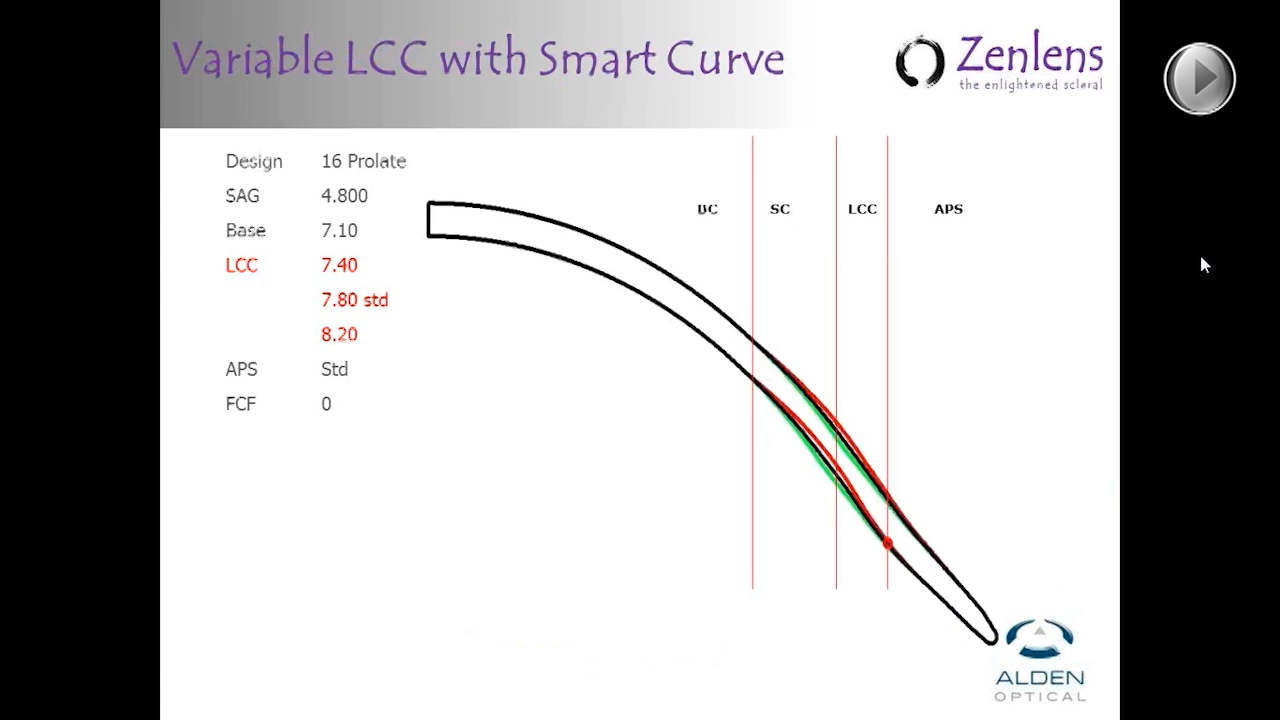 Variable LCC with Smart Curve
Zenlens
the enlightened scleral
Design 16 Prolate
SAG 4.800
Base 7.10
LCC 7.40
7.80 std
8.20
APS Std
FCF 0
BC SC LCC APS
ALDEN
OPTICAL